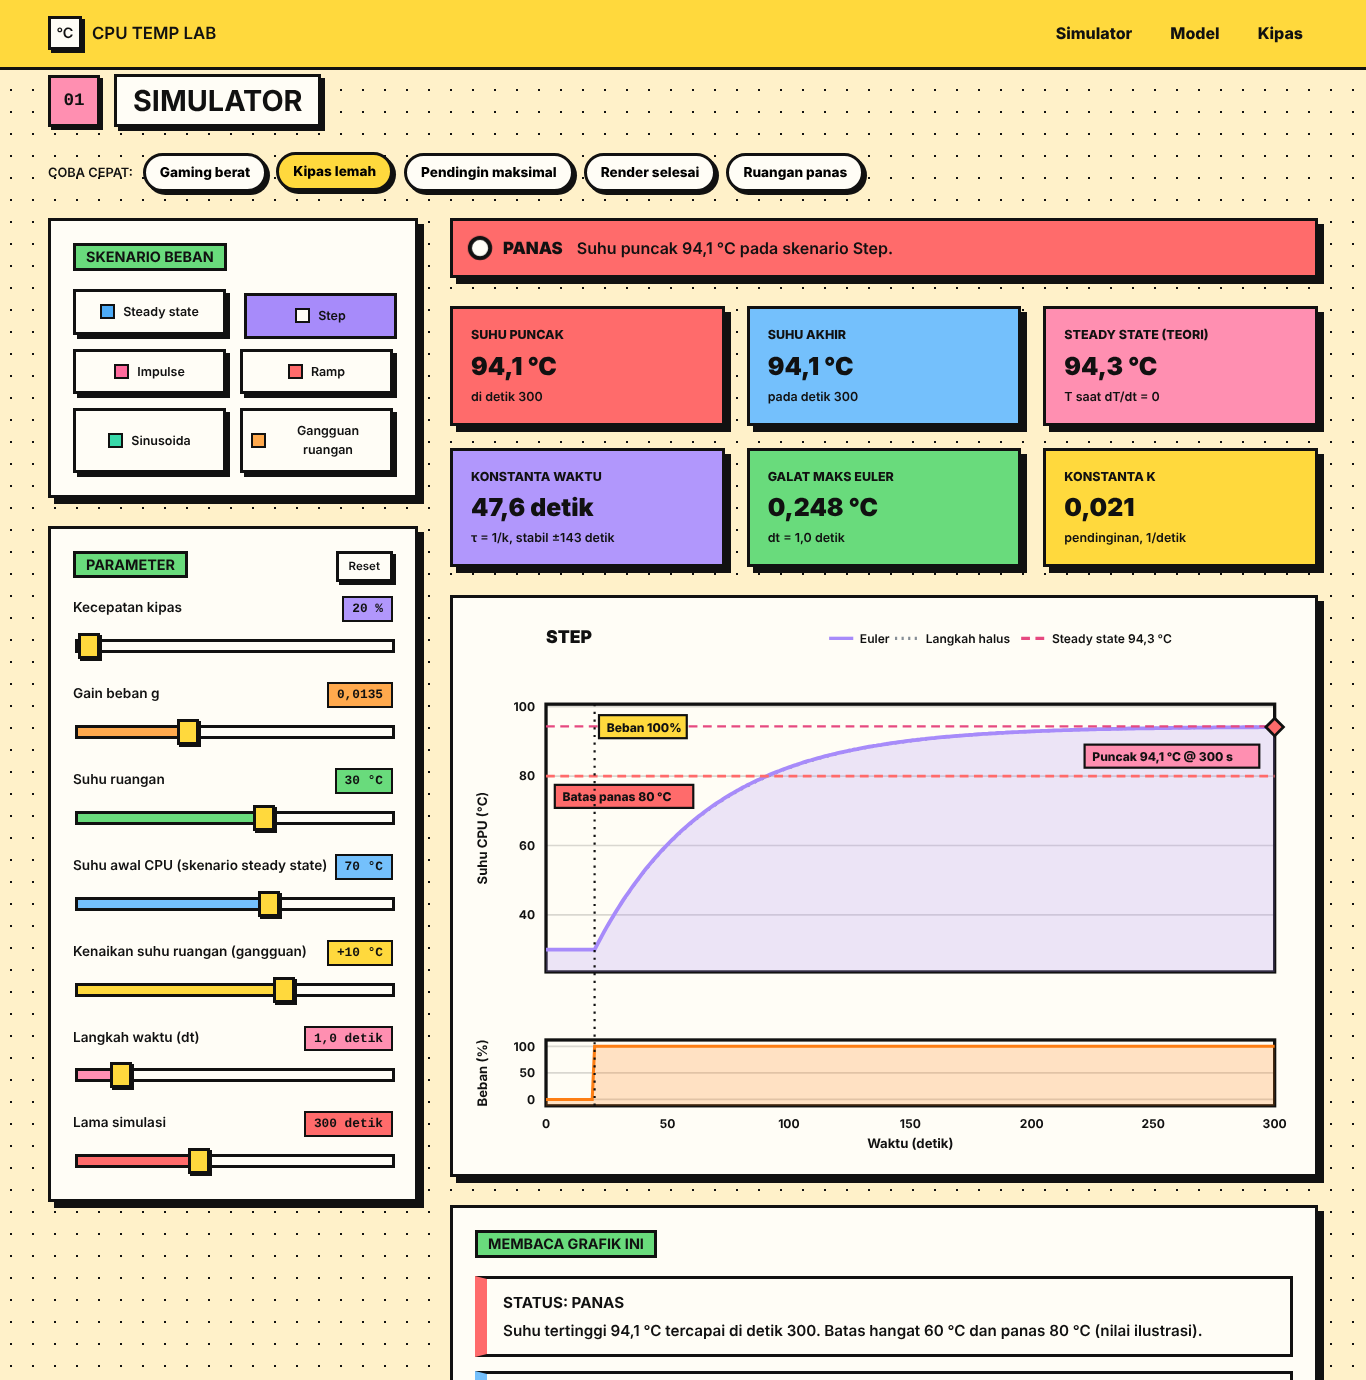 °C CPU TEMP LAB
Simulator Model Kipas
01 SIMULATOR
COBA CEPAT: Gaming berat Kipas lemah Pendingin maksimal Render selesai Ruangan panas
SKENARIO BEBAN
Steady state Step
Impulse Ramp
Sinusoida Gangguan
ruangan
PARAMETER Reset
Kecepatan kipas 20 %
Gain beban g 0,0135
Suhu ruangan 30 °C
Suhu awal CPU (skenario steady state) 70 °C
Kenaikan suhu ruangan (gangguan) +10 °C
Langkah waktu (dt) 1,0 detik
Lama simulasi 300 detik
PANAS Suhu puncak 94,1 °C pada skenario Step.
SUHU PUNCAK
94,1 °C
di detik 300
SUHU AKHIR
94,1 °C
pada detik 300
STEADY STATE (TEORI)
94,3 °C
T saat dT/dt = 0
KONSTANTA WAKTU
47,6 detik
τ = 1/k, stabil ±143 detik
GALAT MAKS EULER
0,248 °C
dt = 1,0 detik
KONSTANTA K
0,021
pendinginan, 1/detik
STEP
Euler Langkah halus Steady state 94,3 °C
100
Beban 100%
Puncak 94,1 °C @ 300 s
80
Batas panas 80 °C
60
40
Suhu CPU (°C)
100
50
0
Beban (%)
0 50 100 150 200 250 300
Waktu (detik)
MEMBACA GRAFIK INI
STATUS: PANAS
Suhu tertinggi 94,1 °C tercapai di detik 300. Batas hangat 60 °C dan panas 80 °C (nilai ilustrasi).